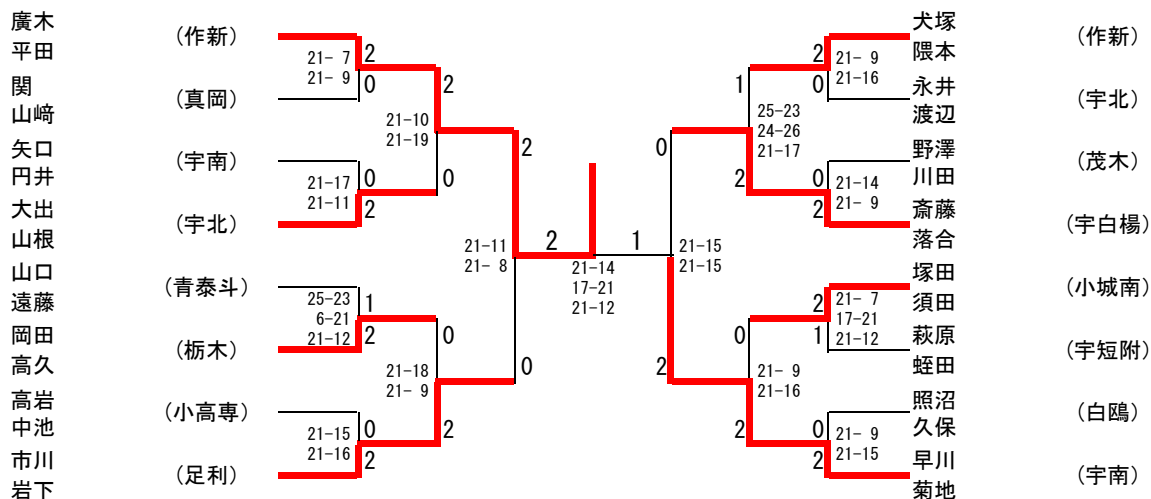 廣木
平田
(作新)
関
山﨑
(真岡)
矢口
円井
(宇南)
大出
山根
(宇北)
山口
遠藤
(青泰斗)
岡田
高久
(栃木)
高岩
中池
(小高専)
市川
岩下
(足利)
21- 7
21- 9
2
0
21-17
21-11
0
2
25-23
6-21
21-12
1
2
21-15
21-16
0
2
21-10
21-19
2
0
21-18
21- 9
0
2
21-11
21- 8
2
0
2
1
21-14
17-21
21-12
0
2
21-15
21-15
1
2
25-23
24-26
21-17
0
2
21- 9
21-16
2
0
21- 9
21-16
0
2
21-14
21- 9
2
1
21- 7
17-21
21-12
0
2
21- 9
21-15
犬塚
隈本
(作新)
永井
渡辺
(宇北)
野澤
川田
(茂木)
斎藤
落合
(宇白楊)
塚田
須田
(小城南)
萩原
蛭田
(宇短附)
照沼
久保
(白鴎)
早川
菊地
(宇南)